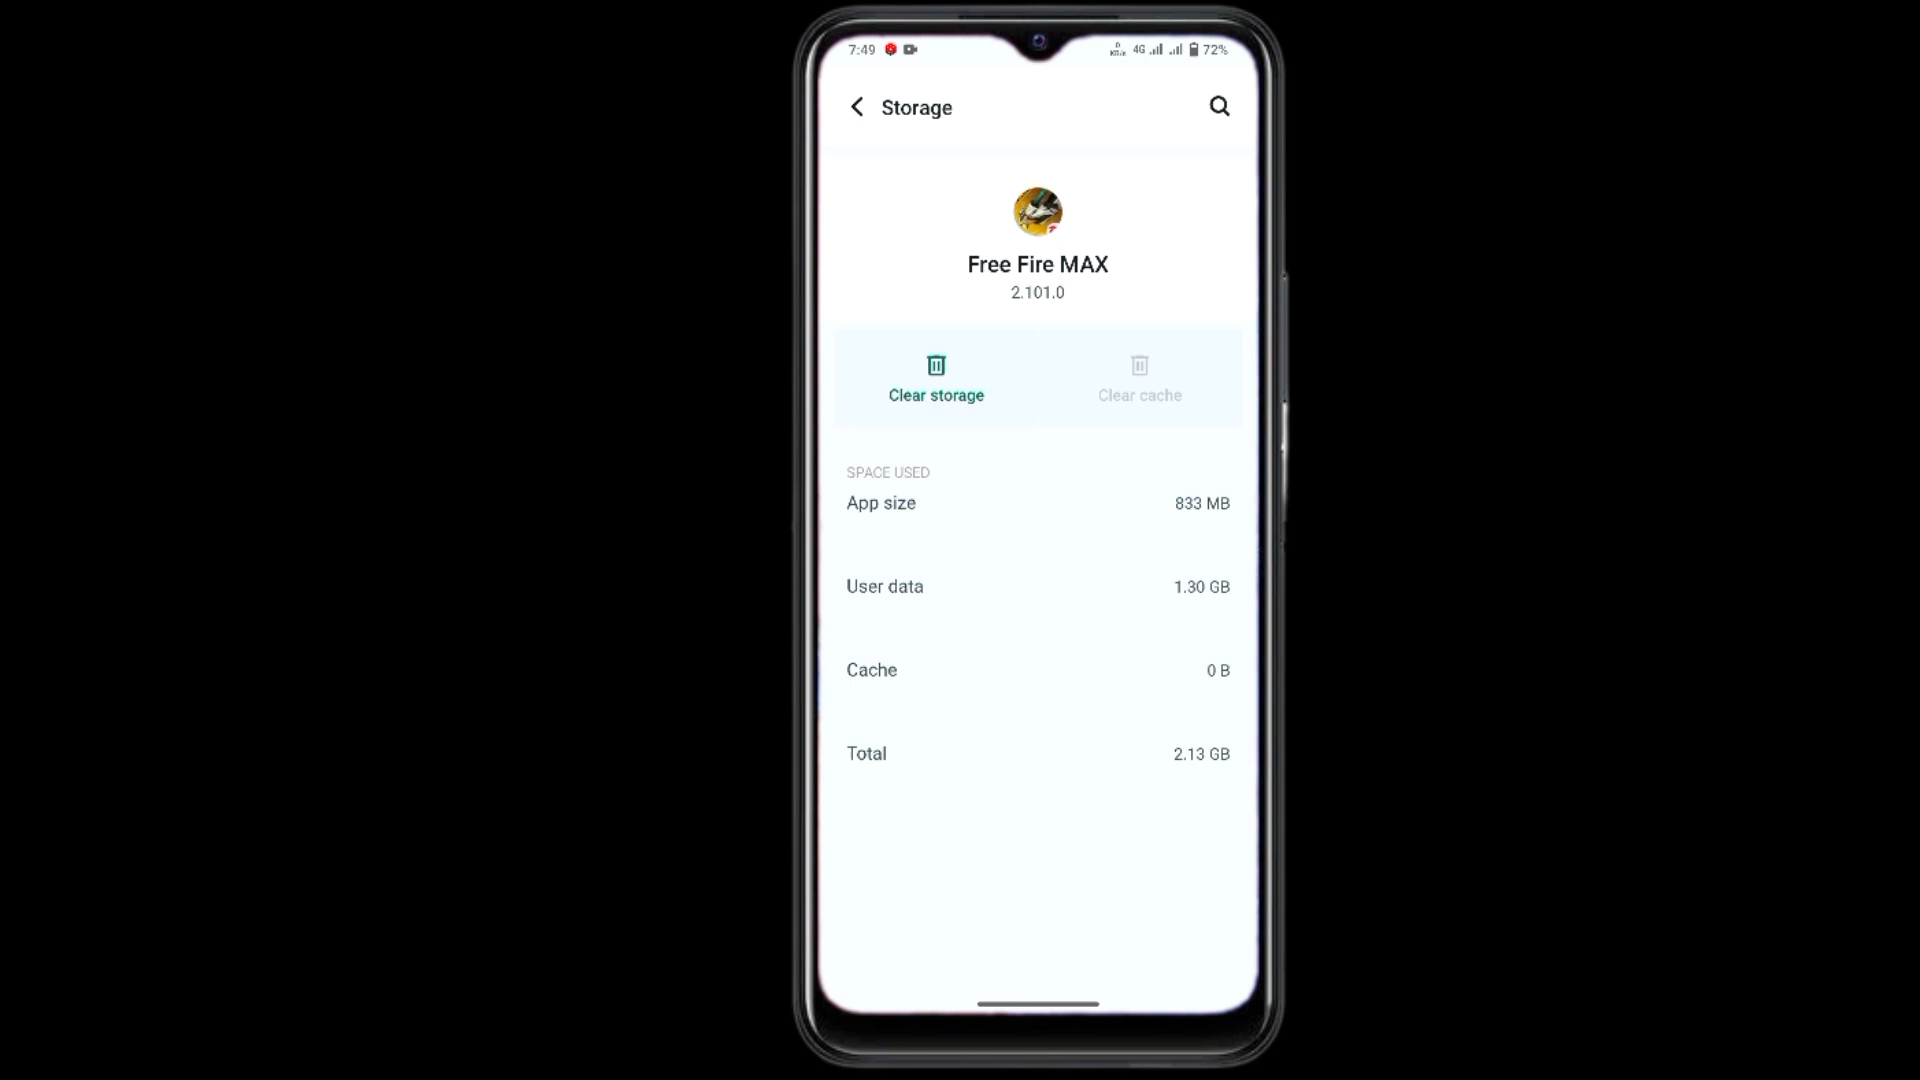 7:49 4G 72%
Storage
Free Fire MAX
2.101.0
Clear storage
Clear cache
SPACE USED
App size 833 MB
User data 1.30 GB
Cache 0 B
Total 2.13 GB